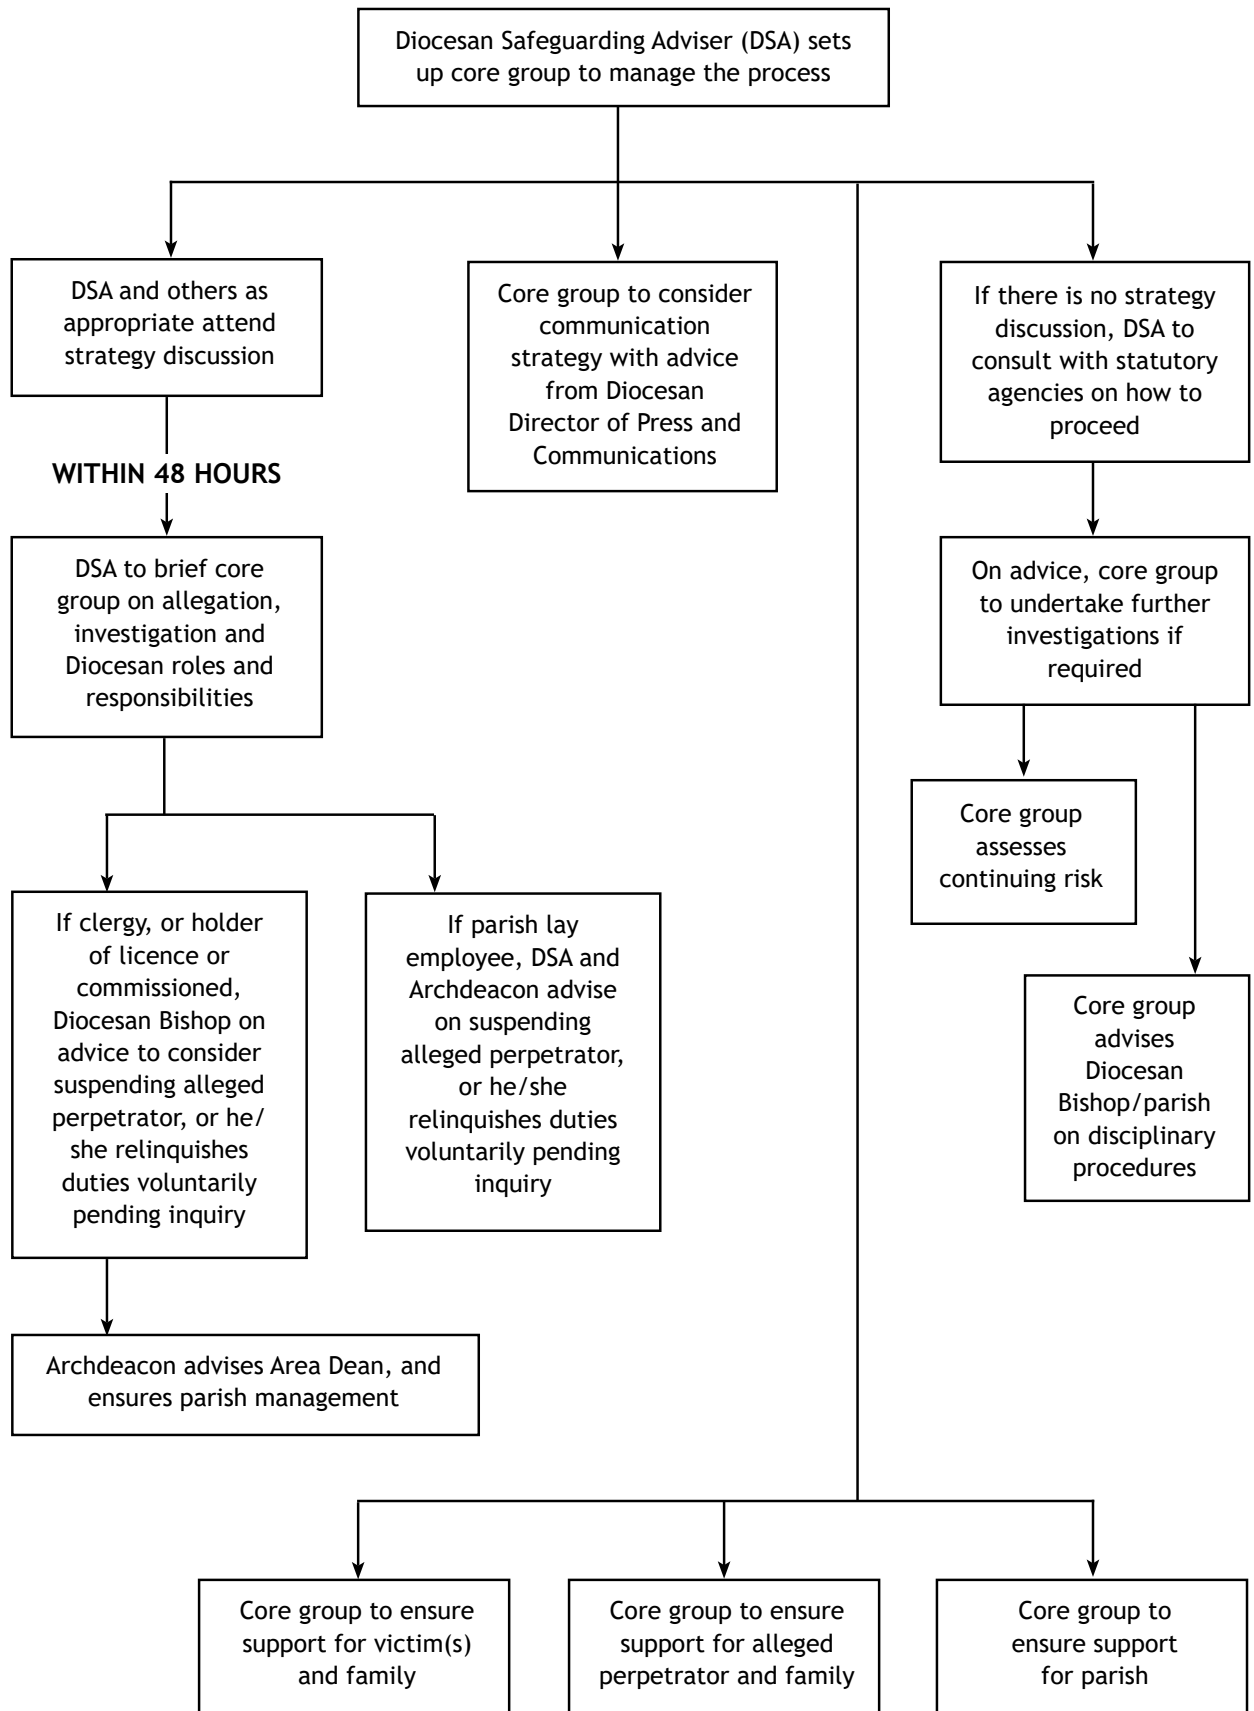 Diocesan Safeguarding Adviser (DSA) sets
up core group to manage the process
DSA and others as
appropriate attend
strategy discussion
Core group to consider
communication
strategy with advice
from Diocesan
Director of Press and
Communications
If there is no strategy
discussion, DSA to
consult with statutory
agencies on how to
proceed
WITHIN 48 HOURS
DSA to brief core
group on allegation,
investigation and
Diocesan roles and
responsibilities
On advice, core group
to undertake further
investigations if
required
Core group
assesses
continuing risk
If clergy, or holder
of licence or
commissioned,
Diocesan Bishop on
advice to consider
suspending alleged
perpetrator, or he/
she relinquishes
duties voluntarily
pending inquiry
If parish lay
employee, DSA and
Archdeacon advise
on suspending
alleged perpetrator,
or he/she
relinquishes duties
voluntarily pending
inquiry
Core group
advises
Diocesan
Bishop/parish
on disciplinary
procedures
Archdeacon advises Area Dean, and
ensures parish management
Core group to ensure
support for victim(s)
and family
Core group to ensure
support for alleged
perpetrator and family
Core group to
ensure support
for parish